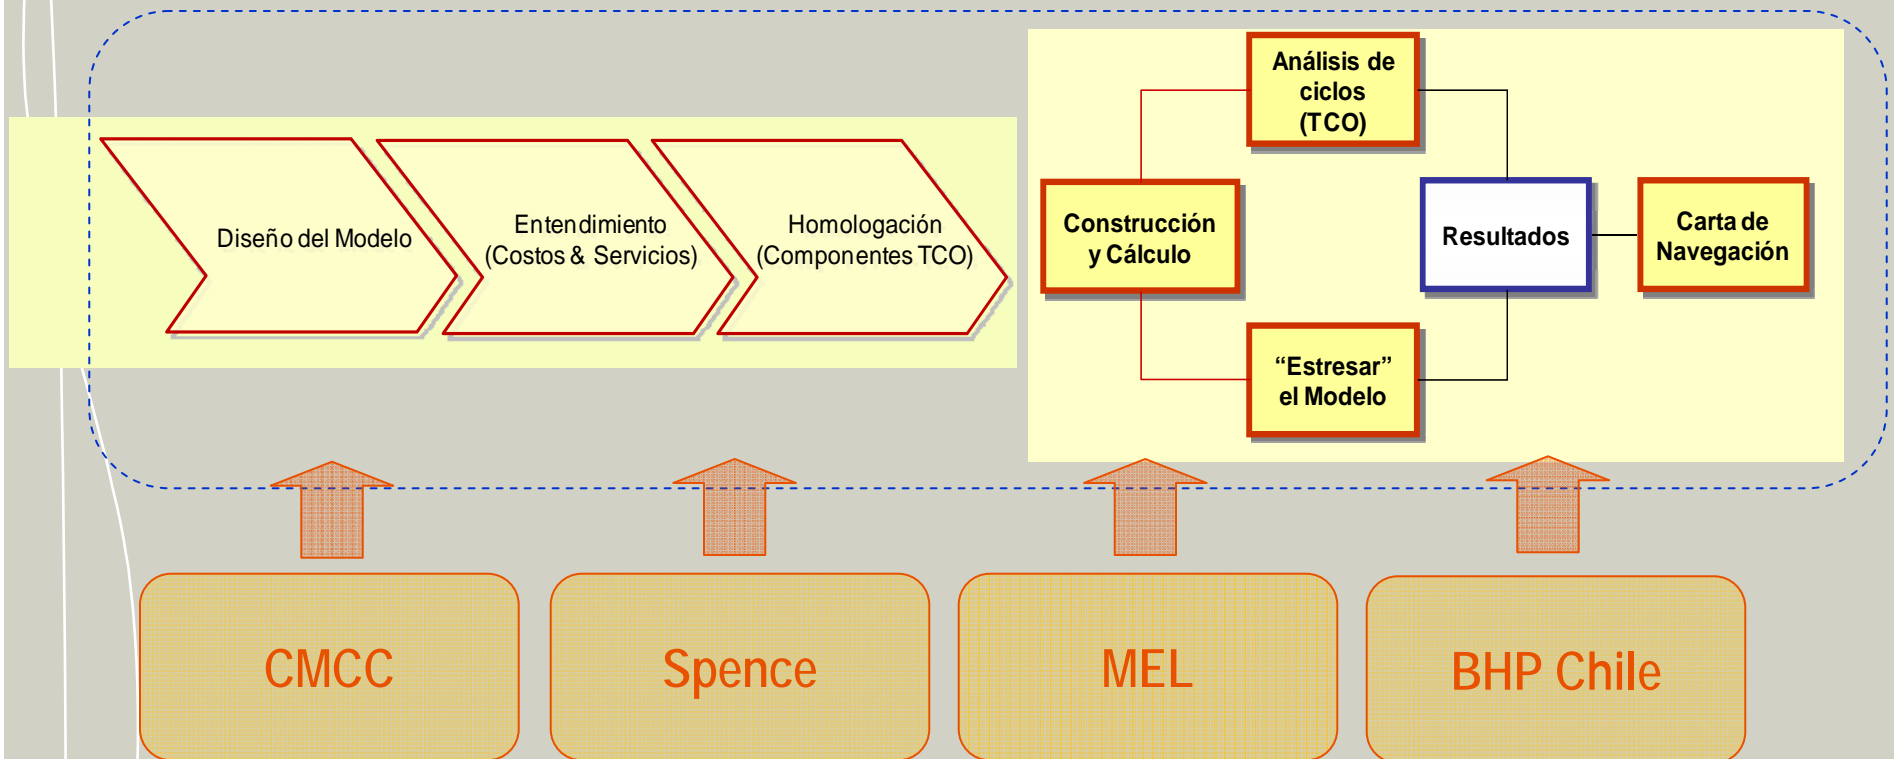 Diseño del Modelo
Entendimiento
(Costos & Servicios)
Homologación
(Componentes TCO)
Análisis de
ciclos
(TCO)
Construcción
y Cálculo
Resultados
Carta de
Navegación
“Estresar”
el Modelo
CMCC
Spence
MEL
BHP Chile